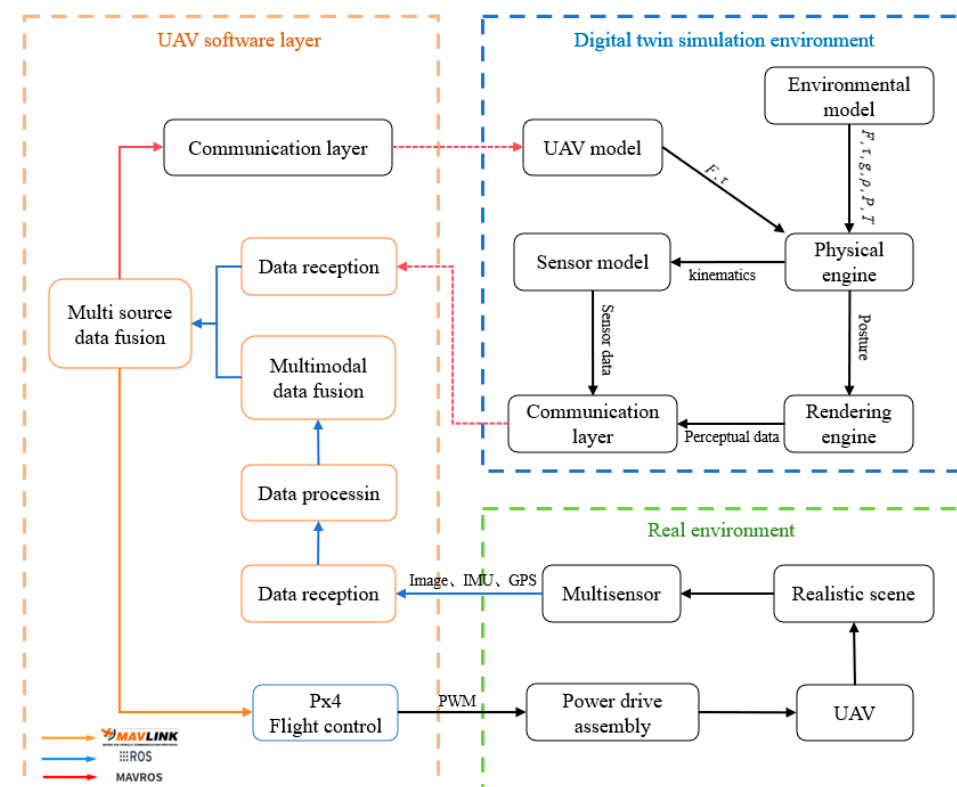 UAV software layer
Communication layer
Data reception
Multi source
data fusion
Multimodal
data fusion
Data processin
Data reception
Px4
Flight control
MAVLINK
ROS
MAVROS
Digital twin simulation environment
Environmental
model
UAV model
F, τ
F, τ, g, ρ, P, T
Sensor model
kinematics
Physical
engine
Sensor data
Posture
Communication
layer
Perceptual data
Rendering
engine
Real environment
Image、IMU、GPS
Multisensor
Realistic scene
PWM
Power drive
assembly
UAV